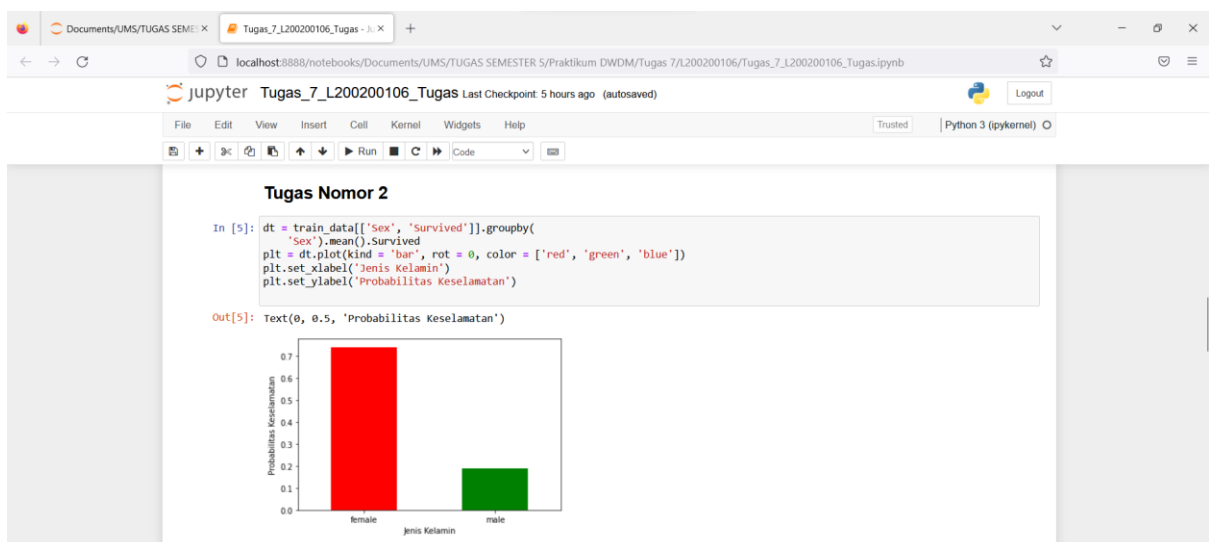 Documents/UMS/TUGAS SEMES
Tugas_7_L200200106_Tugas - Ju
localhost:8888/notebooks/Documents/UMS/TUGAS SEMESTER 5/Praktikum DWDM/Tugas 7/L200200106/Tugas_7_L200200106_Tugas.ipynb
jupyter Tugas_7_L200200106_Tugas Last Checkpoint: 5 hours ago (autosaved)
Logout
File Edit View Insert Cell Kernel Widgets Help
Trusted
Python 3 (ipykernel)
Run
Code
Tugas Nomor 2
In [5]: dt = train_data[['Sex', 'Survived']].groupby(
'Sex').mean().Survived
plt = dt.plot(kind = 'bar', rot = 0, color = ['red', 'green', 'blue'])
plt.set_xlabel('Jenis Kelamin')
plt.set_ylabel('Probabilitas Keselamatan')
Out[5]: Text(0, 0.5, 'Probabilitas Keselamatan')
Probabilitas Keselamatan
0.7
0.6
0.5
0.4
0.3
0.2
0.1
0.0
female male
Jenis Kelamin